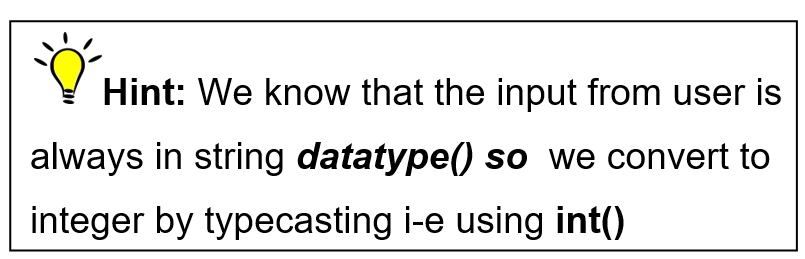 Hint: We know that the input from user is
always in string datatype() so we convert to
integer by typecasting i-e using int()